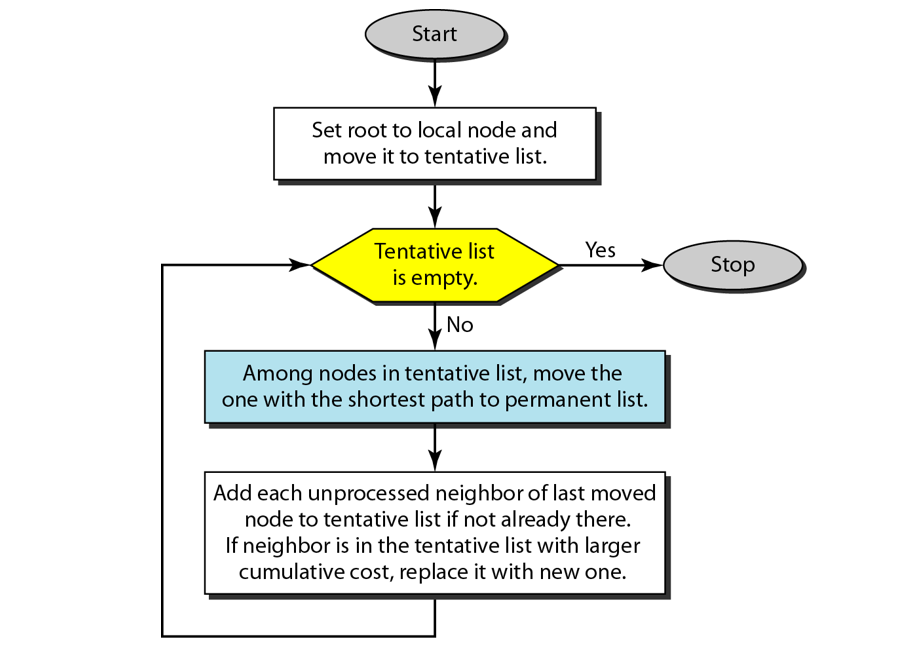 Start
Set root to local node and
move it to tentative list.
Tentative list
is empty.
Yes
Stop
No
Among nodes in tentative list, move the
one with the shortest path to permanent list.
Add each unprocessed neighbor of last moved
node to tentative list if not already there.
If neighbor is in the tentative list with larger
cumulative cost, replace it with new one.